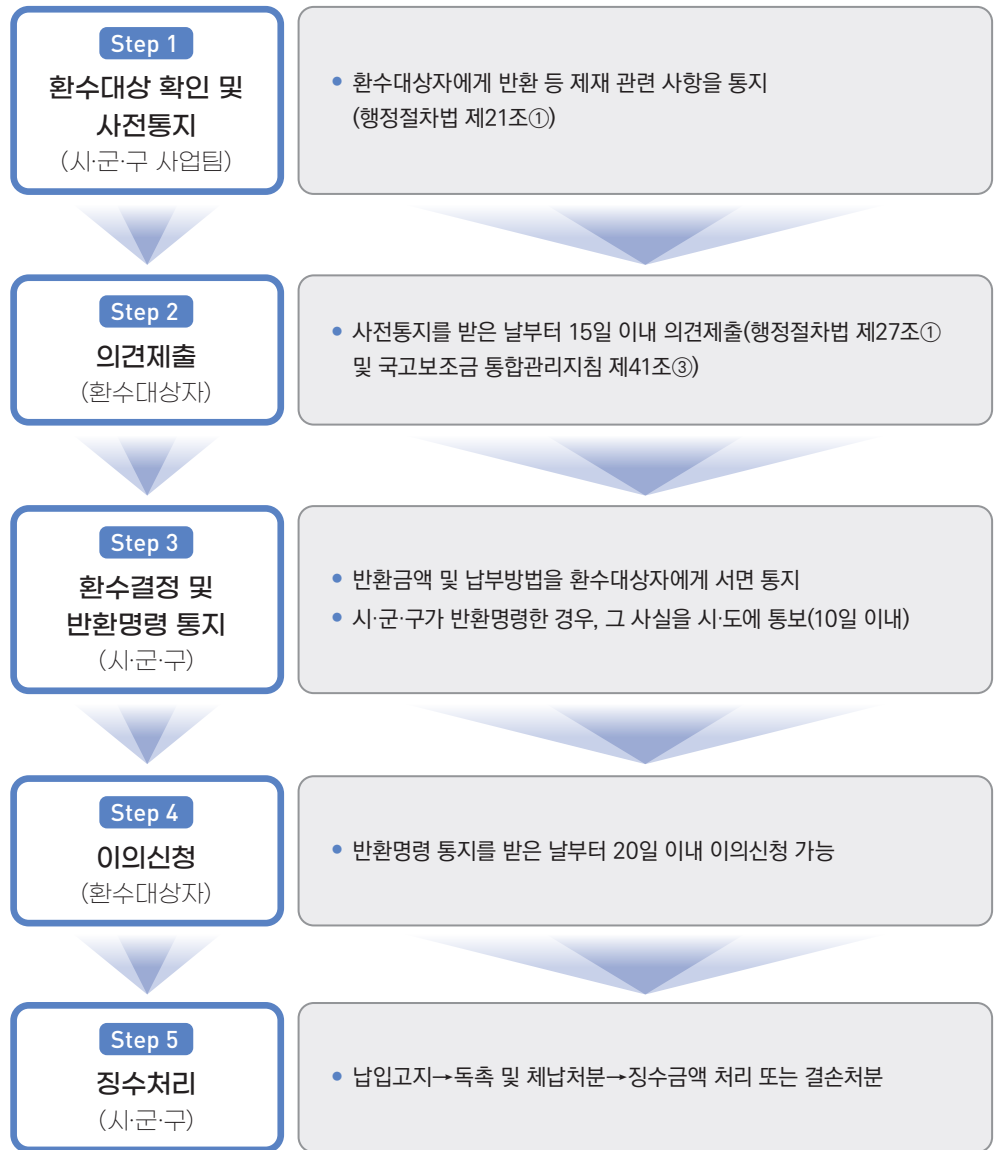 Step 1
환수대상 확인 및
사전통지
(시·군·구 사업팀)
• 환수대상자에게 반환 등 제재 관련 사항을 통지
(행정절차법 제21조①)
Step 2
의견제출
(환수대상자)
• 사전통지를 받은 날부터 15일 이내 의견제출(행정절차법 제27조①
및 국고보조금 통합관리지침 제41조③)
Step 3
환수결정 및
반환명령 통지
(시·군·구)
• 반환금액 및 납부방법을 환수대상자에게 서면 통지
• 시·군·구가 반환명령한 경우, 그 사실을 시·도에 통보(10일 이내)
Step 4
이의신청
(환수대상자)
• 반환명령 통지를 받은 날부터 20일 이내 이의신청 가능
Step 5
징수처리
(시·군·구)
• 납입고지→독촉 및 체납처분→징수금액 처리 또는 결손처분